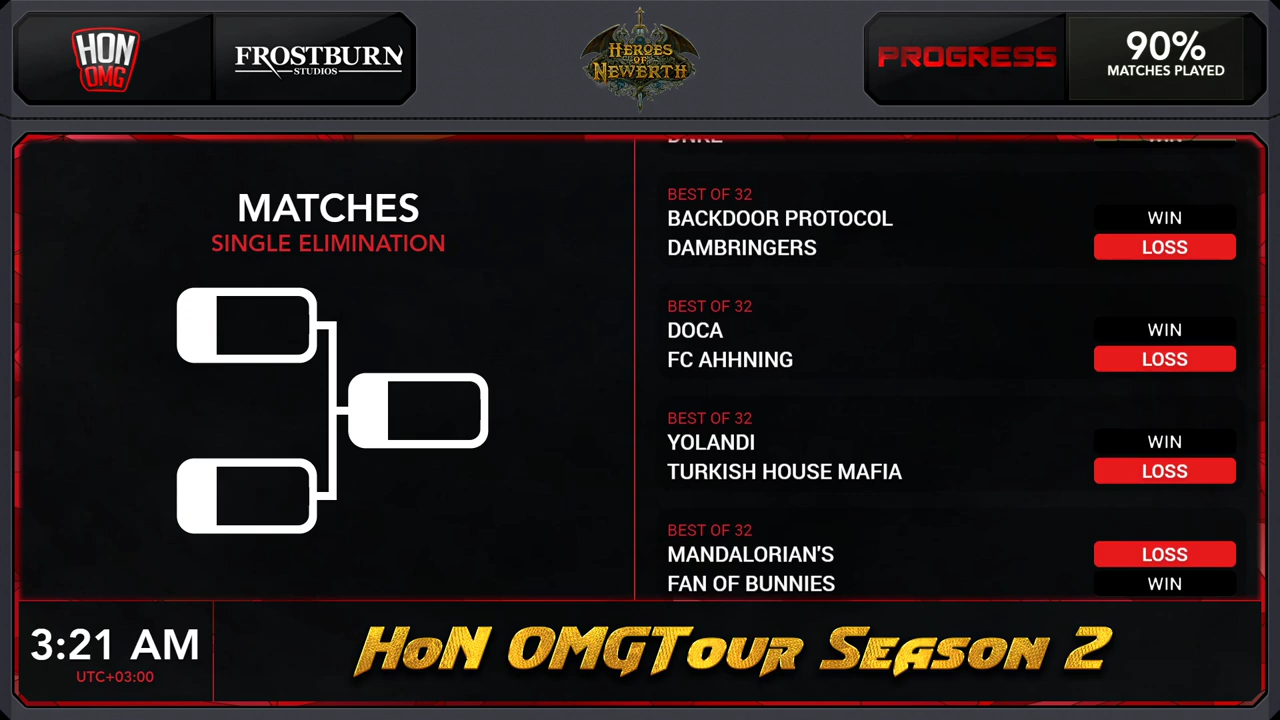 HON
OMG
FROSTBURN
STUDIOS
HEROES
OF
NEWERTH
PROGRESS
90%
MATCHES PLAYED
MATCHES
SINGLE ELIMINATION
WIN
BEST OF 32
BACKDOOR PROTOCOL WIN
DAMBRINGERS LOSS
BEST OF 32
DOCA WIN
FC AHHNING LOSS
BEST OF 32
YOLANDI WIN
TURKISH HOUSE MAFIA LOSS
BEST OF 32
MANDALORIAN'S LOSS
FAN OF BUNNIES WIN
3:21 AM
UTC+03:00
HON OMGTOUR SEASON 2